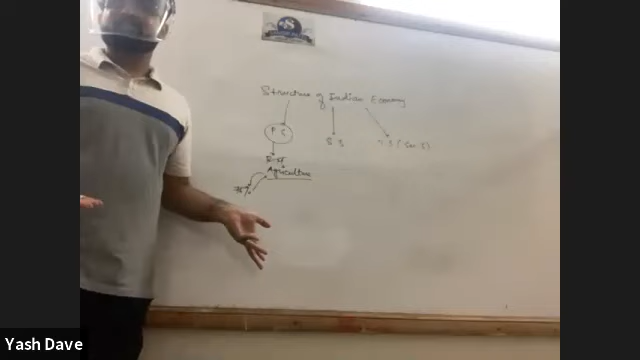 Structure of Indian Economy
P S
S S
T S (Ser. S)
Agriculture
Yash Dave